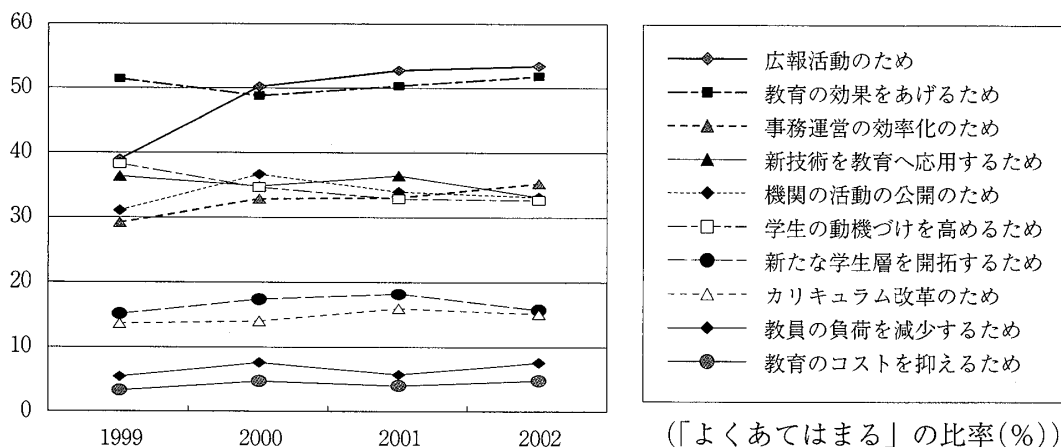 60
50
40
30
20
10
0
1999 2000 2001 2002
広報活動のため
教育の効果をあげるため
事務運営の効率化のため
新技術を教育へ応用するため
機関の活動の公開のため
学生の動機づけを高めるため
新たな学生層を開拓するため
カリキュラム改革のため
教員の負荷を減少するため
教育のコストを抑えるため
(「よくあてはまる」の比率(%))